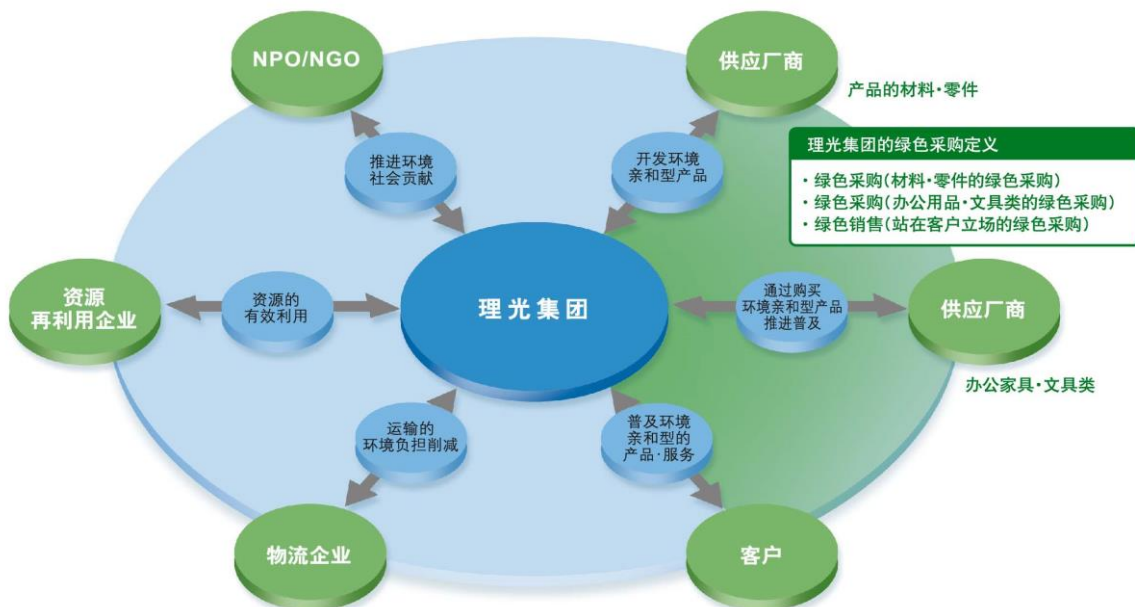 NPO/NGO
供应厂商
产品的材料·零件
推进环境
社会贡献
开发环境
亲和型产品
理光集团的绿色采购定义
·绿色采购(材料·零件的绿色采购)
·绿色采购(办公用品·文具类的绿色采购)
·绿色销售(站在客户立场的绿色采购)
资源
再利用企业
资源的
有效利用
理光集团
通过购买
环境亲和型产品
推进普及
供应厂商
办公家具·文具类
运输的
环境负担削减
普及环境
亲和型的
产品·服务
物流企业
客户